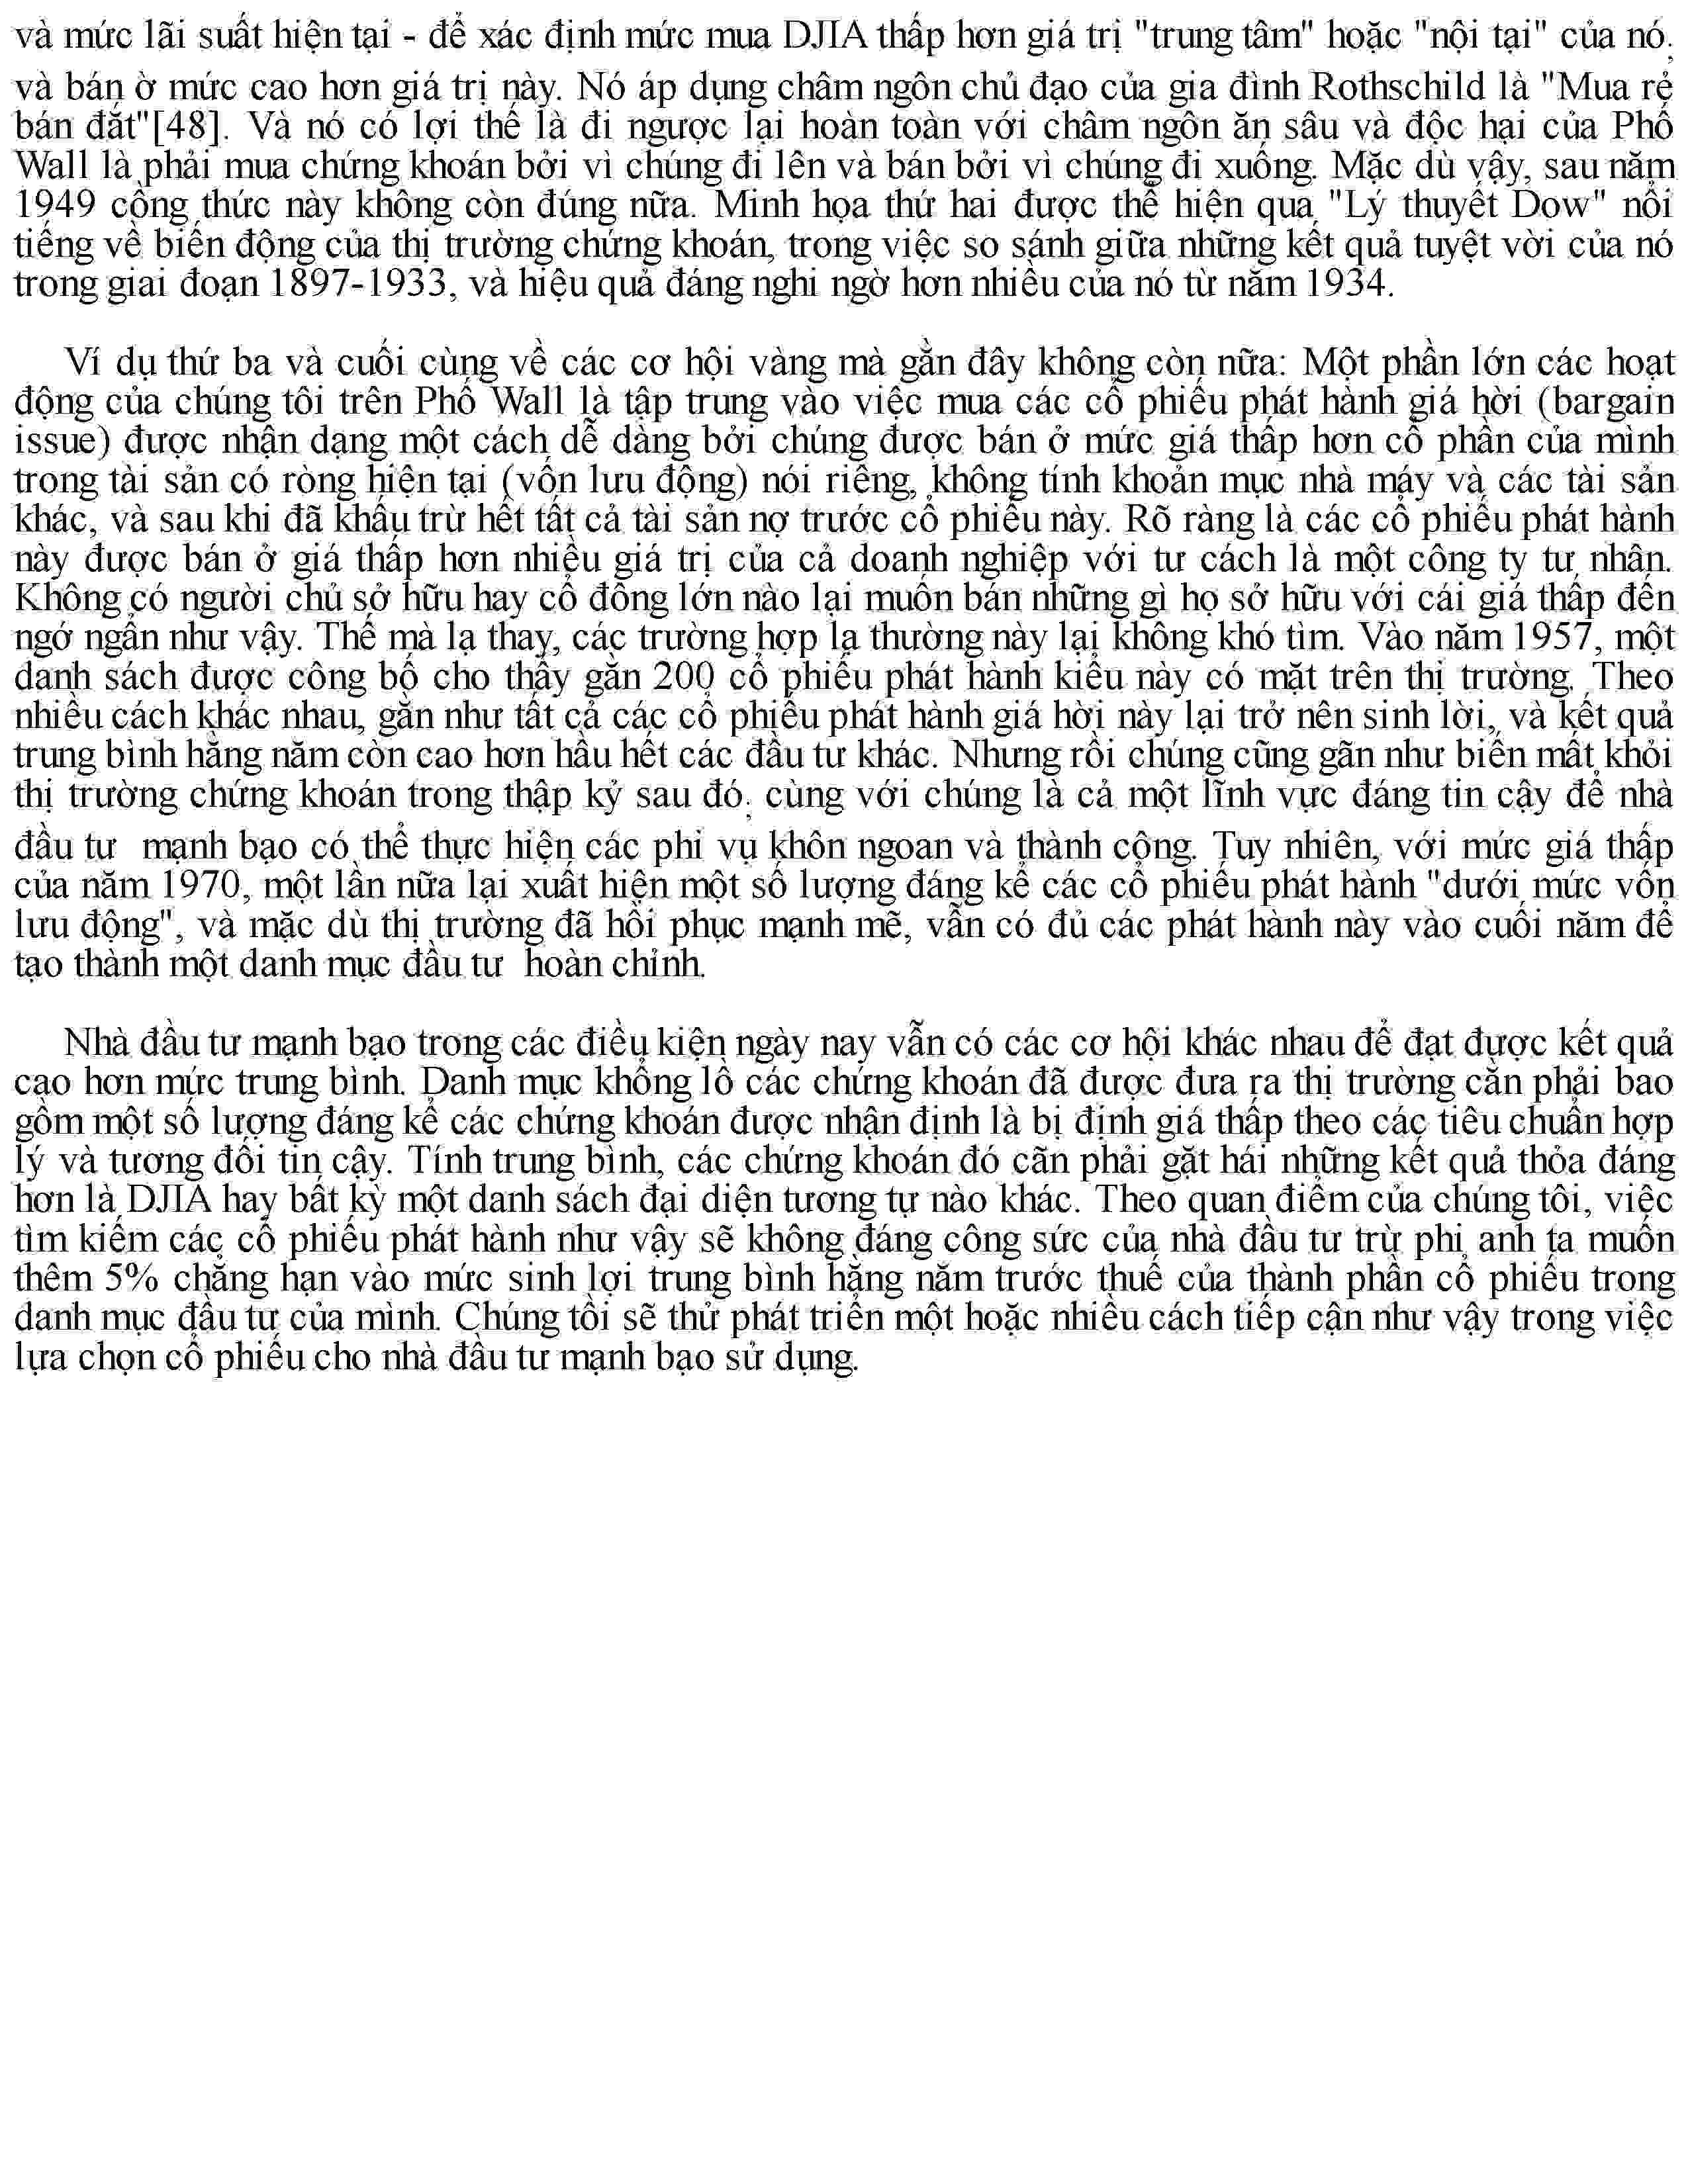 và mức lãi suất hiện tại - để xác định mức mua DJIA thấp hơn giá trị "trung tâm" hoặc "nội tại" của nó;
và bán ở mức cao hơn giá trị này. Nó áp dụng châm ngôn chủ đạo của gia đình Rothschild là "Mua rẻ
bán đắt"[48]. Và nó có lợi thế là đi ngược lại hoàn toàn với châm ngôn ăn sâu và độc hại của Phố
Wall là phải mua chứng khoán bởi vì chúng đi lên và bán bởi vì chúng đi xuống. Mặc dù vậy, sau năm
1949 công thức này không còn đúng nữa. Minh họa thứ hai được thể hiện qua "Lý thuyết Dow" nổi
tiếng về biến động của thị trường chứng khoán, trong việc so sánh giữa những kết quả tuyệt vời của nó
trong giai đoạn 1897-1933, và hiệu quả đáng nghi ngờ hơn nhiều của nó từ năm 1934.
Ví dụ thứ ba và cuối cùng về các cơ hội vàng mà gần đây không còn nữa: Một phần lớn các hoạt
động của chúng tôi trên Phố Wall là tập trung vào việc mua các cổ phiếu phát hành giá hời (bargain
issue) được nhận dạng một cách dễ dàng bởi chúng được bán ở mức giá thấp hơn cổ phần của mình
trong tài sản có ròng hiện tại (vốn lưu động) nói riêng, không tính khoản mục nhà máy và các tài sản
khác, và sau khi đã khấu trừ hết tất cả tài sản nợ trước cổ phiếu này. Rõ ràng là các cổ phiếu phát hành
này được bán ở giá thấp hơn nhiều giá trị của cả doanh nghiệp với tư cách là một công ty tư nhân.
Không có người chủ sở hữu hay cổ đông lớn nào lại muốn bán những gì họ sở hữu với cái giá thấp đến
ngớ ngẩn như vậy. Thế mà lạ thay, các trường hợp lạ thường này lại không khó tìm. Vào năm 1957, một
danh sách được công bố cho thấy gần 200 cổ phiếu phát hành kiểu này có mặt trên thị trường. Theo
nhiều cách khác nhau, gần như tất cả các cổ phiếu phát hành giá hời này lại trở nên sinh lời, và kết quả
trung bình hằng năm còn cao hơn hầu hết các đầu tư khác. Nhưng rồi chúng cũng gần như biến mất khỏi
thị trường chứng khoán trong thập kỷ sau đó; cùng với chúng là cả một lĩnh vực đáng tin cậy để nhà
đầu tư mạnh bạo có thể thực hiện các phi vụ khôn ngoan và thành công. Tuy nhiên, với mức giá thấp
của năm 1970, một lần nữa lại xuất hiện một số lượng đáng kể các cổ phiếu phát hành "dưới mức vốn
lưu động", và mặc dù thị trường đã hồi phục mạnh mẽ, vẫn có đủ các phát hành này vào cuối năm để
tạo thành một danh mục đầu tư hoàn chỉnh.
Nhà đầu tư mạnh bạo trong các điều kiện ngày nay vẫn có các cơ hội khác nhau để đạt được kết quả
cao hơn mức trung bình. Danh mục khổng lồ các chứng khoán đã được đưa ra thị trường cần phải bao
gồm một số lượng đáng kể các chứng khoán được nhận định là bị định giá thấp theo các tiêu chuẩn hợp
lý và tương đối tin cậy. Tính trung bình, các chứng khoán đó cần phải gặt hái những kết quả thỏa đáng
hơn là DJIA hay bất kỳ một danh sách đại diện tương tự nào khác. Theo quan điểm của chúng tôi, việc
tìm kiếm các cổ phiếu phát hành như vậy sẽ không đáng công sức của nhà đầu tư trừ phi anh ta muốn
thêm 5% chẳng hạn vào mức sinh lợi trung bình hằng năm trước thuế của thành phần cổ phiếu trong
danh mục đầu tư của mình. Chúng tôi sẽ thử phát triển một hoặc nhiều cách tiếp cận như vậy trong việc
lựa chọn cổ phiếu cho nhà đầu tư mạnh bạo sử dụng.